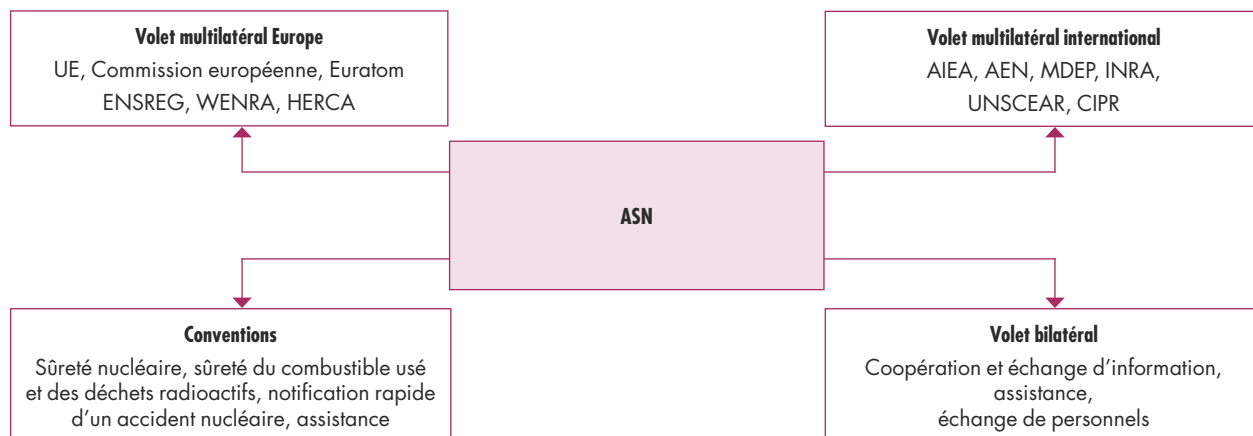 Volet multilatéral Europe
UE, Commission européenne, Euratom
ENSREG, WENRA, HERCA
Volet multilatéral international
AIEA, AEN, MDEP, INRA,
UNSCEAR, CIPR
ASN
Conventions
Sûreté nucléaire, sûreté du combustible usé
et des déchets radioactifs, notification rapide
d’un accident nucléaire, assistance
Volet bilatéral
Coopération et échange d’information,
assistance,
échange de personnels